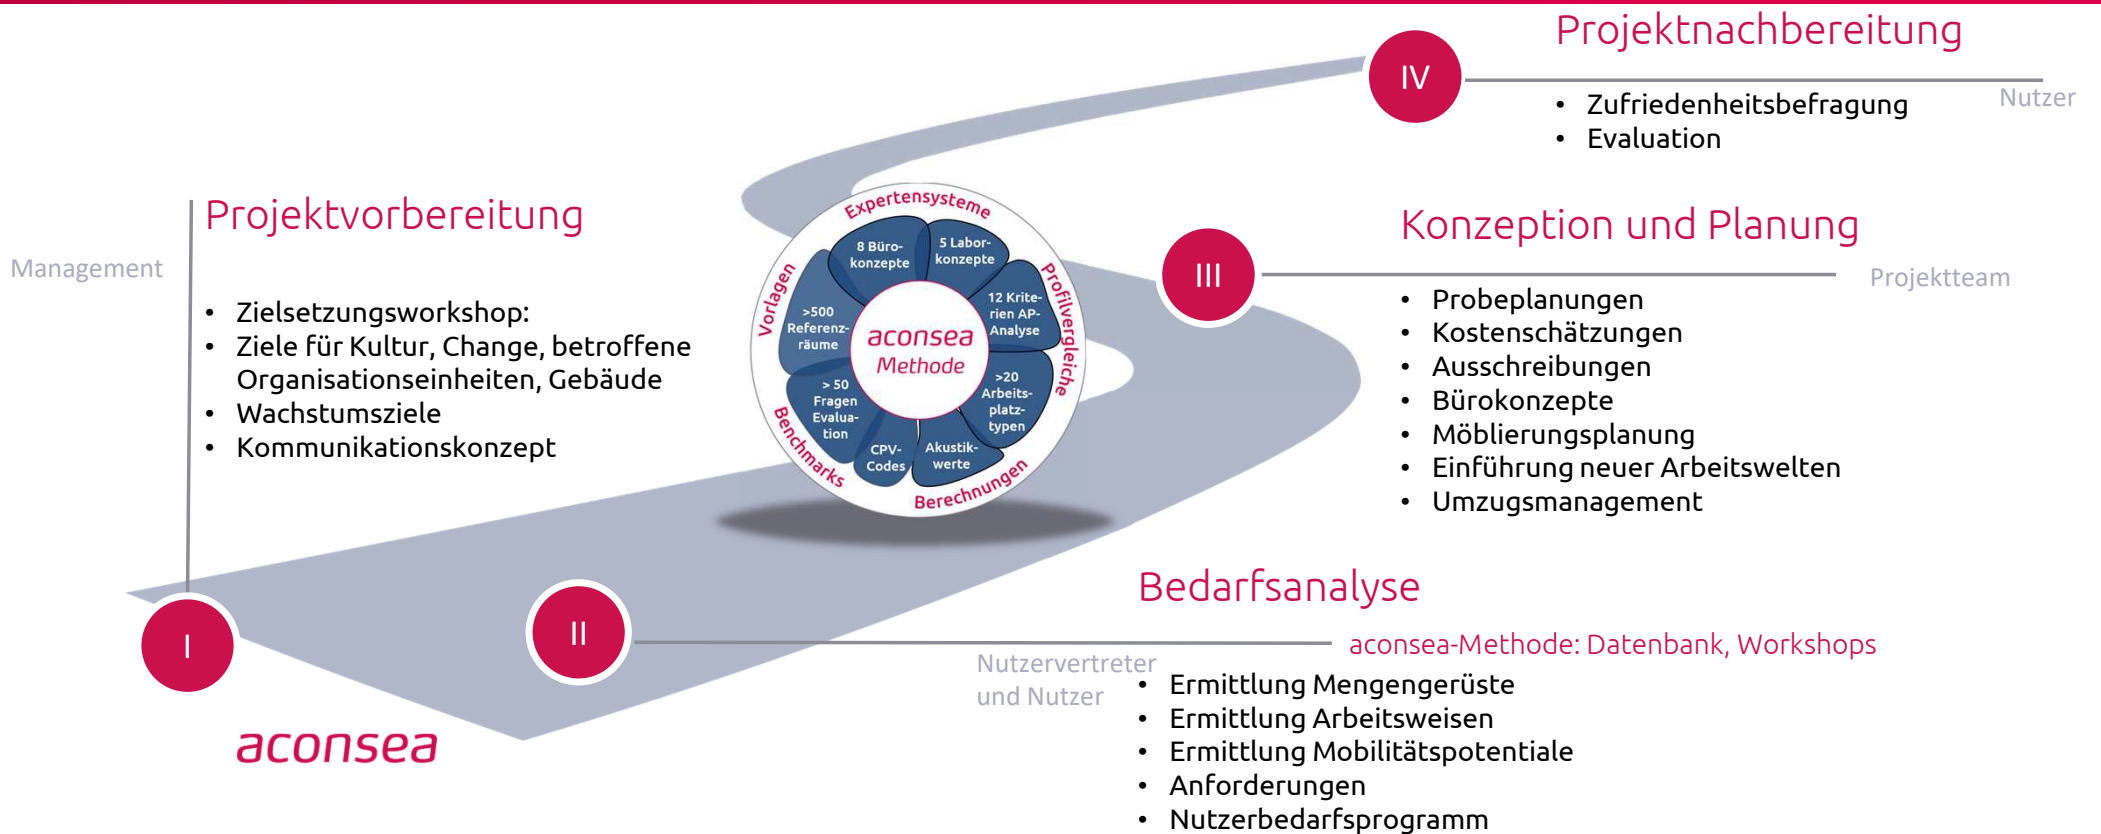 Projektvorbereitung
Management
• Zielsetzungsworkshop:
• Ziele für Kultur, Change, betroffene
Organisationseinheiten, Gebäude
• Wachstumsziele
• Kommunikationskonzept
I
aconsea
II
Bedarfsanalyse
aconsea-Methode: Datenbank, Workshops
Nutzervertreter
und Nutzer
• Ermittlung Mengengerüste
• Ermittlung Arbeitsweisen
• Ermittlung Mobilitätspotentiale
• Anforderungen
• Nutzerbedarfsprogramm
III
Konzeption und Planung
Projektteam
• Probeplanungen
• Kostenschätzungen
• Ausschreibungen
• Bürokonzepte
• Möblierungsplanung
• Einführung neuer Arbeitswelten
• Umzugsmanagement
IV
Projektnachbereitung
Nutzer
• Zufriedenheitsbefragung
• Evaluation
Expertensysteme
Profilvergleiche
Berechnungen
Benchmarks
Vorlagen
8 Büro-
konzepte
5 Labor-
konzepte
12 Krite-
rien AP-
Analyse
>20
Arbeits-
platz-
typen
Akustik-
werte
CPV-
Codes
> 50
Fragen
Evalua-
tion
>500
Referenz-
räume
aconsea
Methode